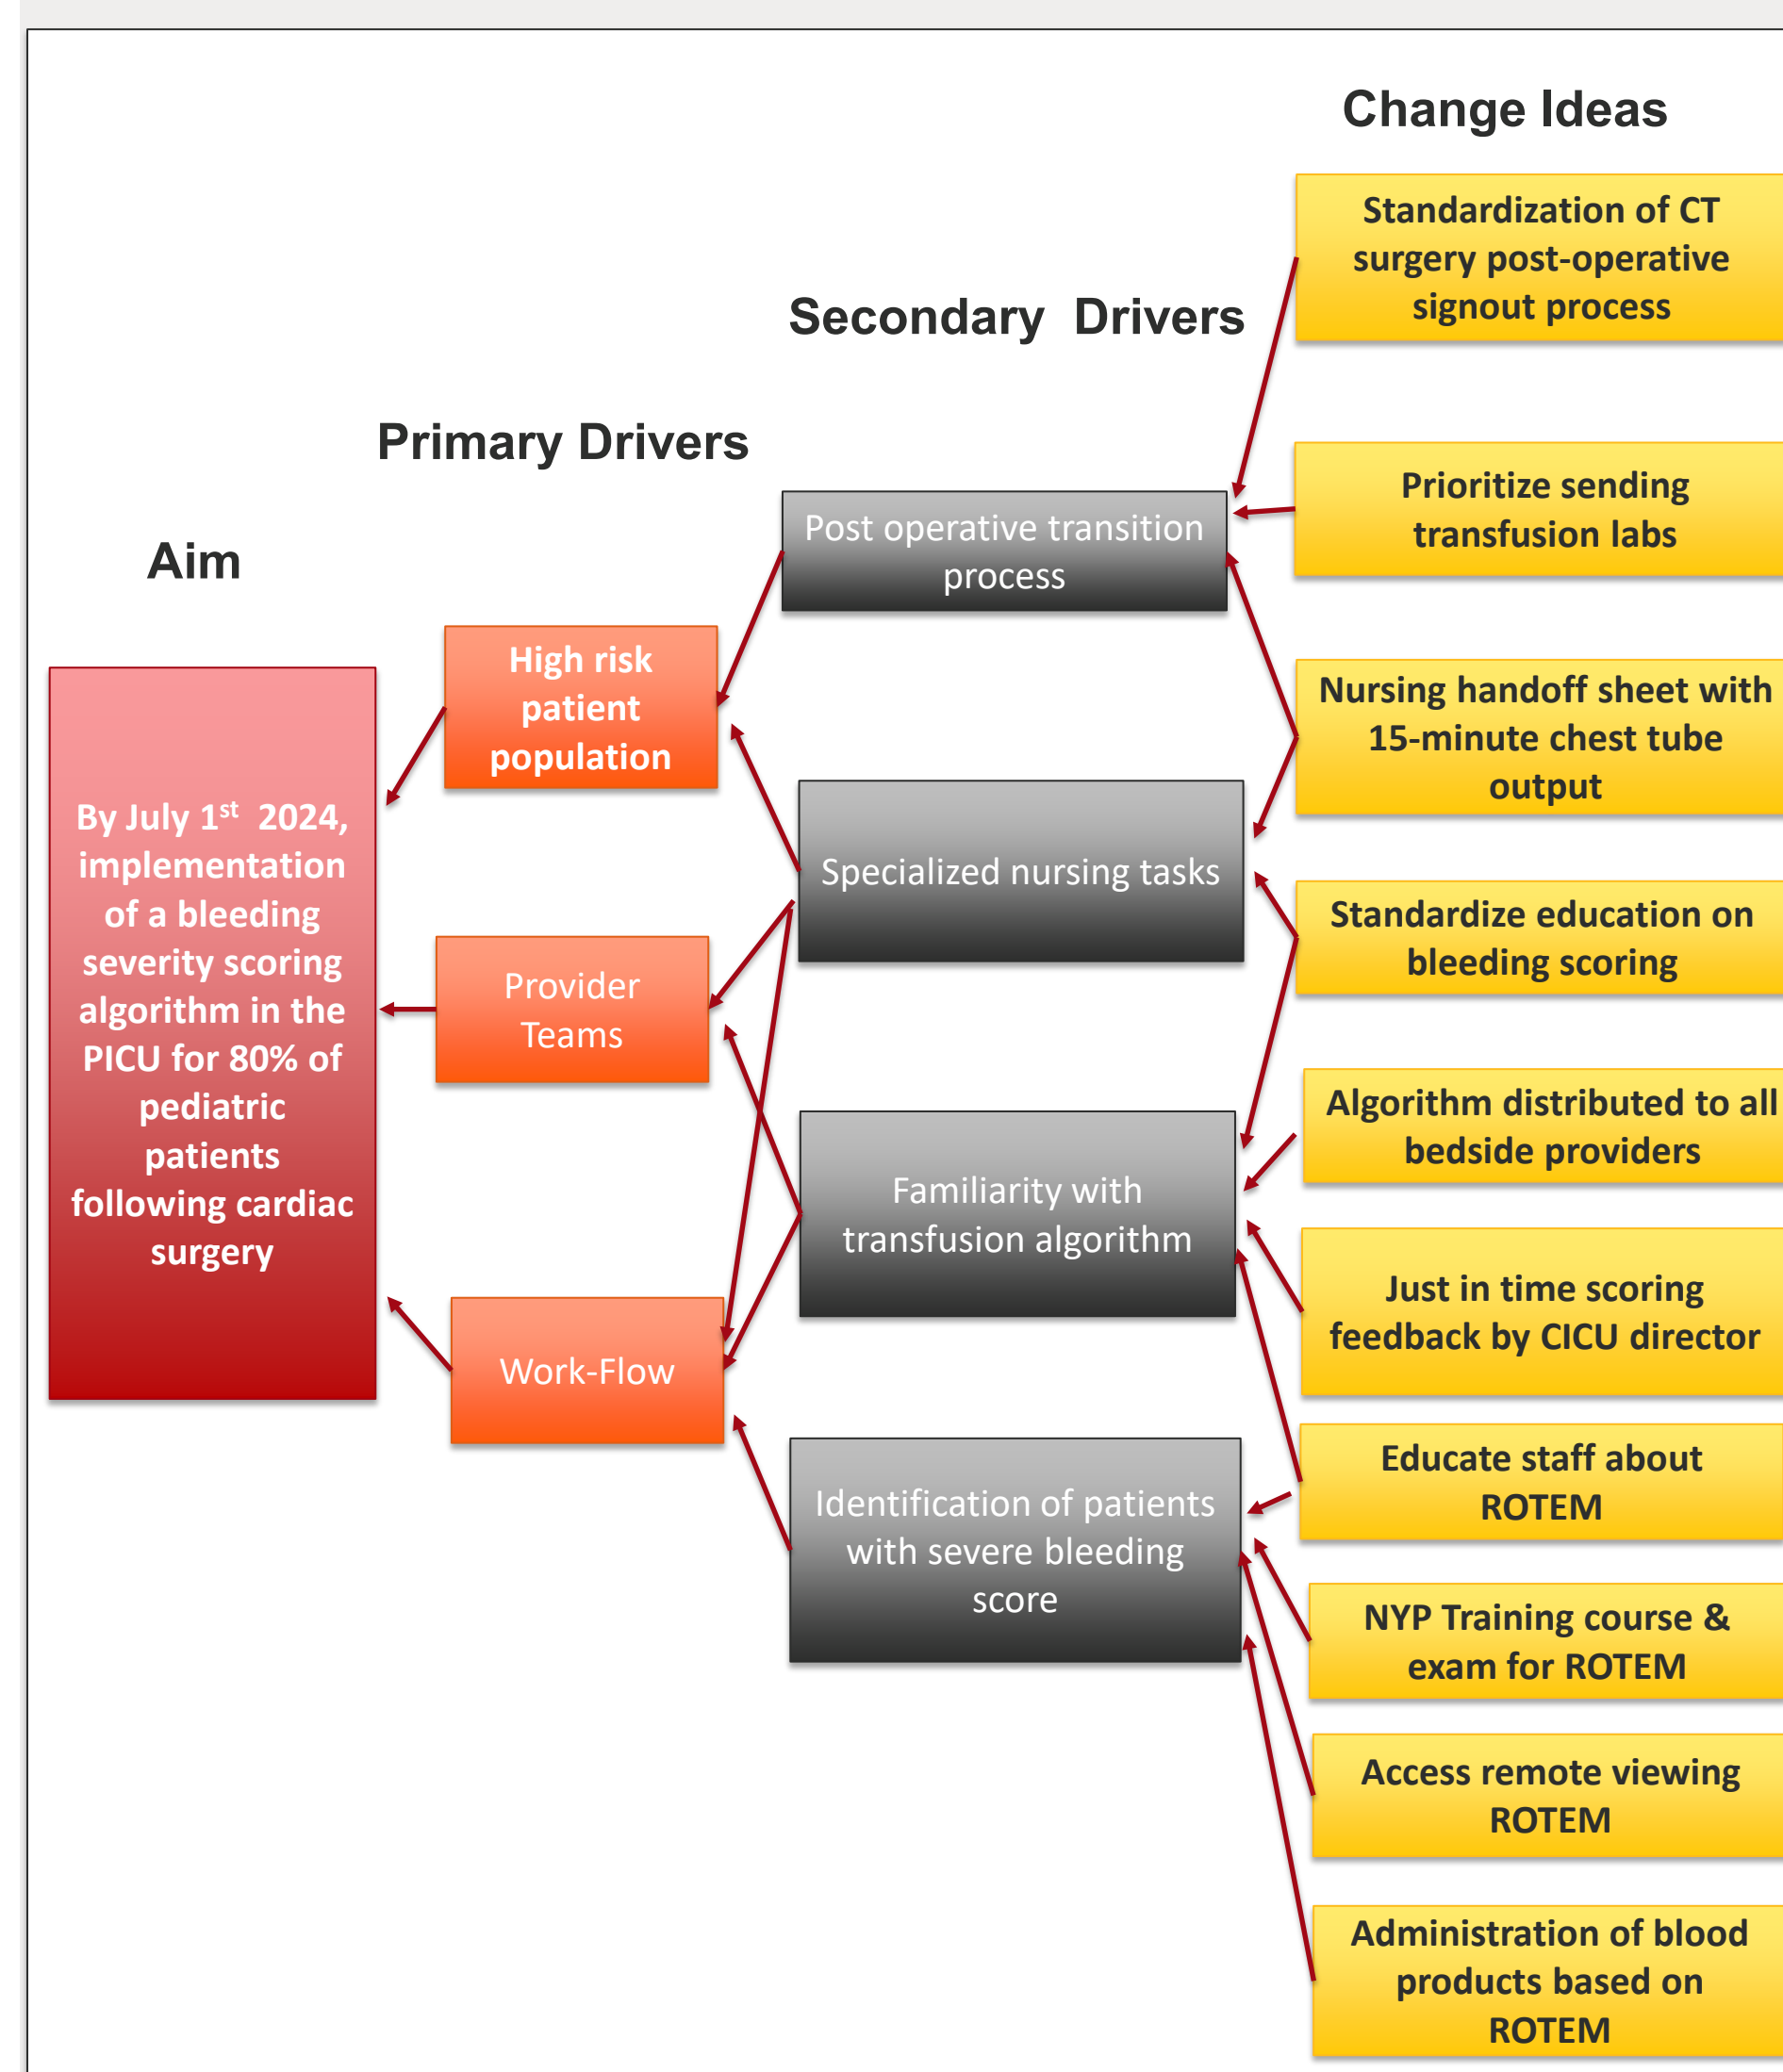 Change Ideas
Secondary  Drivers
Primary Drivers
Aim
By July 1st  2024,
implementation
of a bleeding
severity scoring
algorithm in the
PICU for 80% of
pediatric
patients
following cardiac
surgery
High risk
patient
population
Provider
Teams
Work-Flow
Post operative transition
process
Specialized nursing tasks
Familiarity with
transfusion algorithm
Identification of patients
with severe bleeding
score
Standardization of CT
surgery post-operative
signout process
Prioritize sending
transfusion labs
Nursing handoff sheet with
15-minute chest tube
output
Standardize education on
bleeding scoring
Algorithm distributed to all
bedside providers
Just in time scoring
feedback by CICU director
Educate staff about
ROTEM
NYP Training course &
exam for ROTEM
Access remote viewing
ROTEM
Administration of blood
products based on
ROTEM